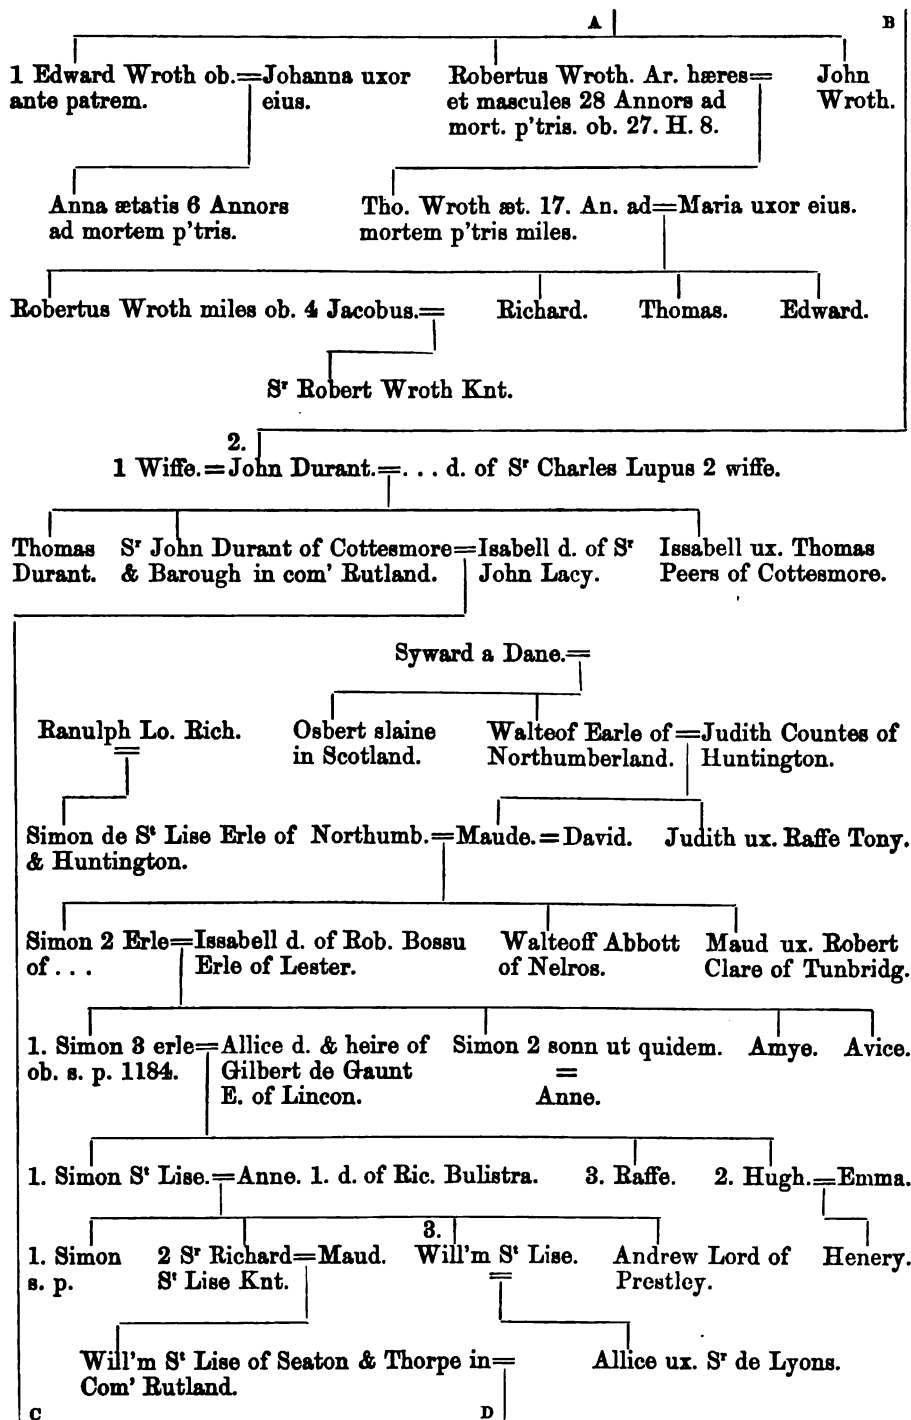 A B
1 Edward Wroth ob.=Johanna uxor Robertus Wroth. Ar. hæres= John
ante patrem. eius. et mascules 28 Annors ad Wroth.
mort. p'tris. ob. 27. H. 8.
Anna ætatis 6 Annors Tho. Wroth æt. 17. An. ad=Maria uxor eius.
ad mortem p'tris. mortem p'tris miles.
Robertus Wroth miles ob. 4 Jacobus.= Richard. Thomas. Edward.
Sʳ Robert Wroth Knt.
2.
1 Wiffe.=John Durant.=... d. of Sʳ Charles Lupus 2 wiffe.
Thomas Sʳ John Durant of Cottesmore=Isabell d. of Sʳ Issabell ux. Thomas
Durant. & Barough in com' Rutland. John Lacy. Peers of Cottesmore.
Syward a Dane.=
Ranulph Lo. Rich. Osbert slaine Walteof Earle of=Judith Countes of
= in Scotland. Northumberland. Huntington.
Simon de Sᵗ Lise Erle of Northumb.=Maude.=David. Judith ux. Raffe Tony.
& Huntington.
Simon 2 Erle=Issabell d. of Rob. Bossu Walteoff Abbott Maud ux. Robert
of... Erle of Lester. of Nelros. Clare of Tunbridg.
1. Simon 3 erle=Allice d. & heire of Simon 2 sonn ut quidem. Amye. Avice.
ob. s. p. 1184. Gilbert de Gaunt =
E. of Lincon. Anne.
1. Simon Sᵗ Lise.=Anne. 1. d. of Ric. Bulistra. 3. Raffe. 2. Hugh.=Emma.
3.
1. Simon 2 Sʳ Richard=Maud. Will'm Sᵗ Lise. Andrew Lord of Henery.
s. p. Sᵗ Lise Knt. = Prestley.
Will'm Sᵗ Lise of Seaton & Thorpe in= Allice ux. Sʳ de Lyons.
Com' Rutland.
C D